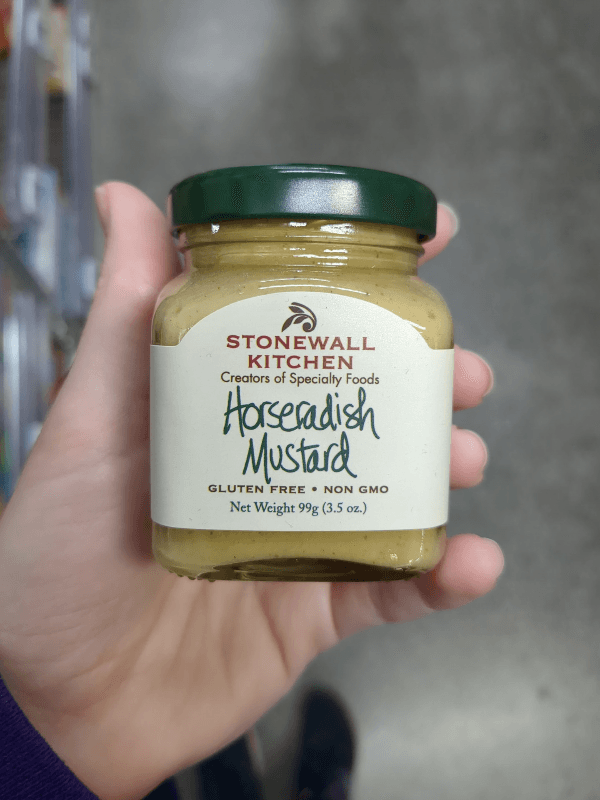 STONEWALL
KITCHEN
Creators of Specialty Foods
Horseradish
Mustard
GLUTEN FREE • NON GMO
Net Weight 99g (3.5 oz.)